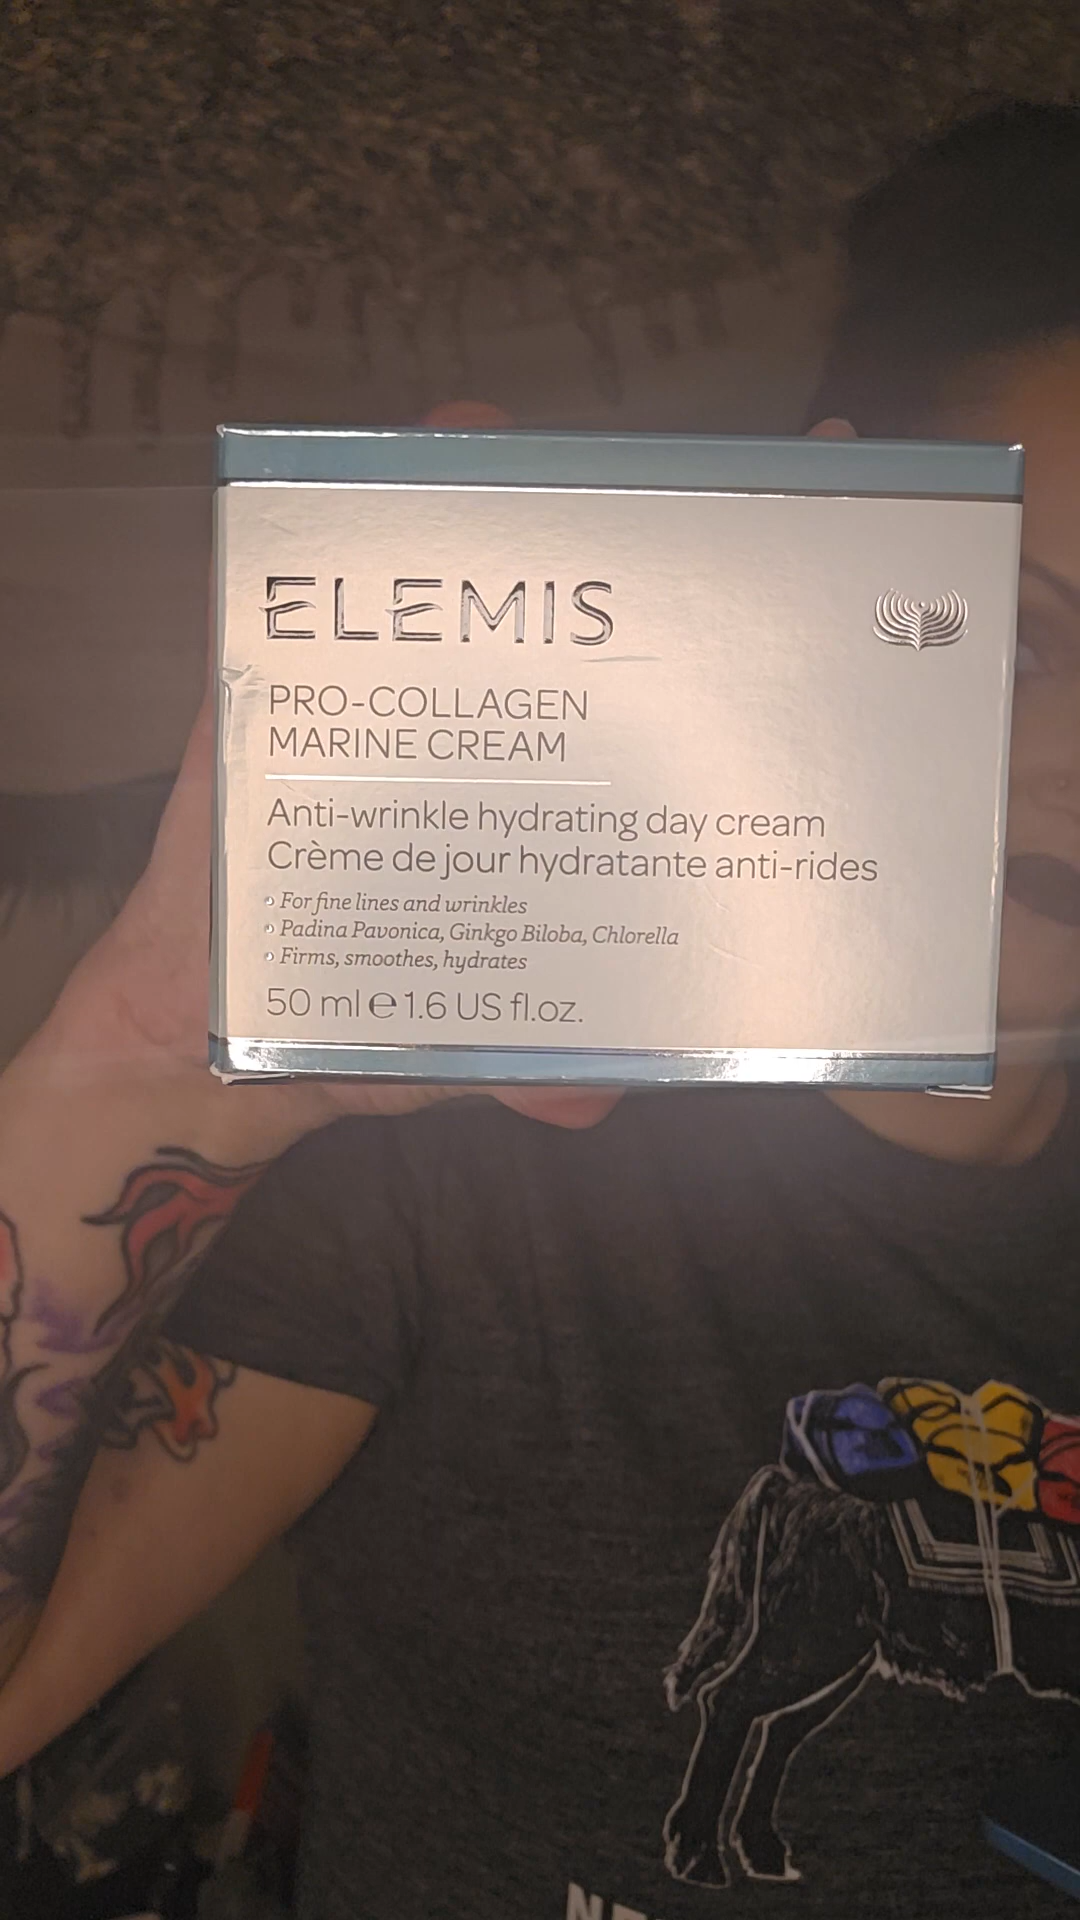 ELEMIS
PRO-COLLAGEN
MARINE CREAM
Anti-wrinkle hydrating day cream
Crème de jour hydratante anti-rides
For fine lines and wrinkles
Padina Pavonica, Ginkgo Biloba, Chlorella
Firms, smoothes, hydrates
50 ml e 1.6 US fl.oz.